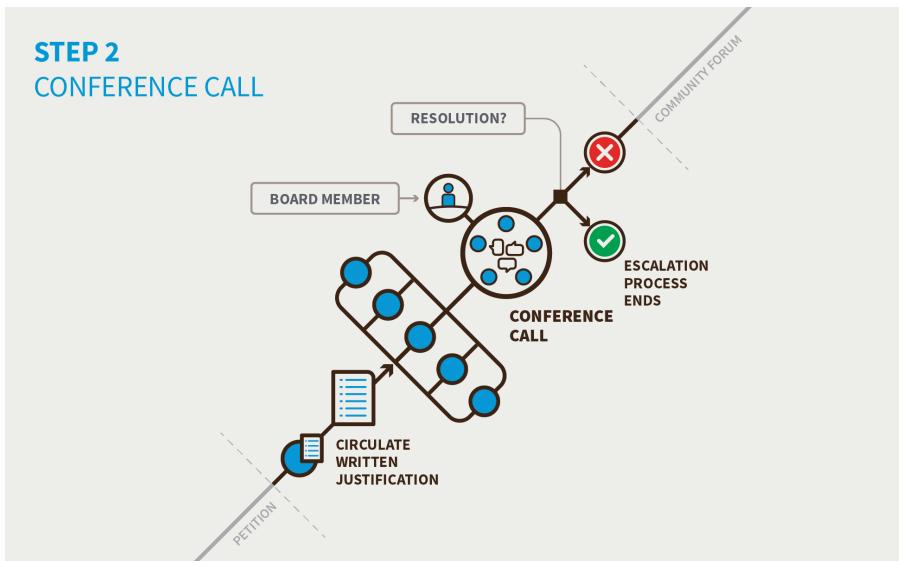 STEP 2
CONFERENCE CALL
COMMUNITY FORUM
RESOLUTION?
BOARD MEMBER
ESCALATION
PROCESS
ENDS
CONFERENCE
CALL
CIRCULATE
WRITTEN
JUSTIFICATION
PETITION